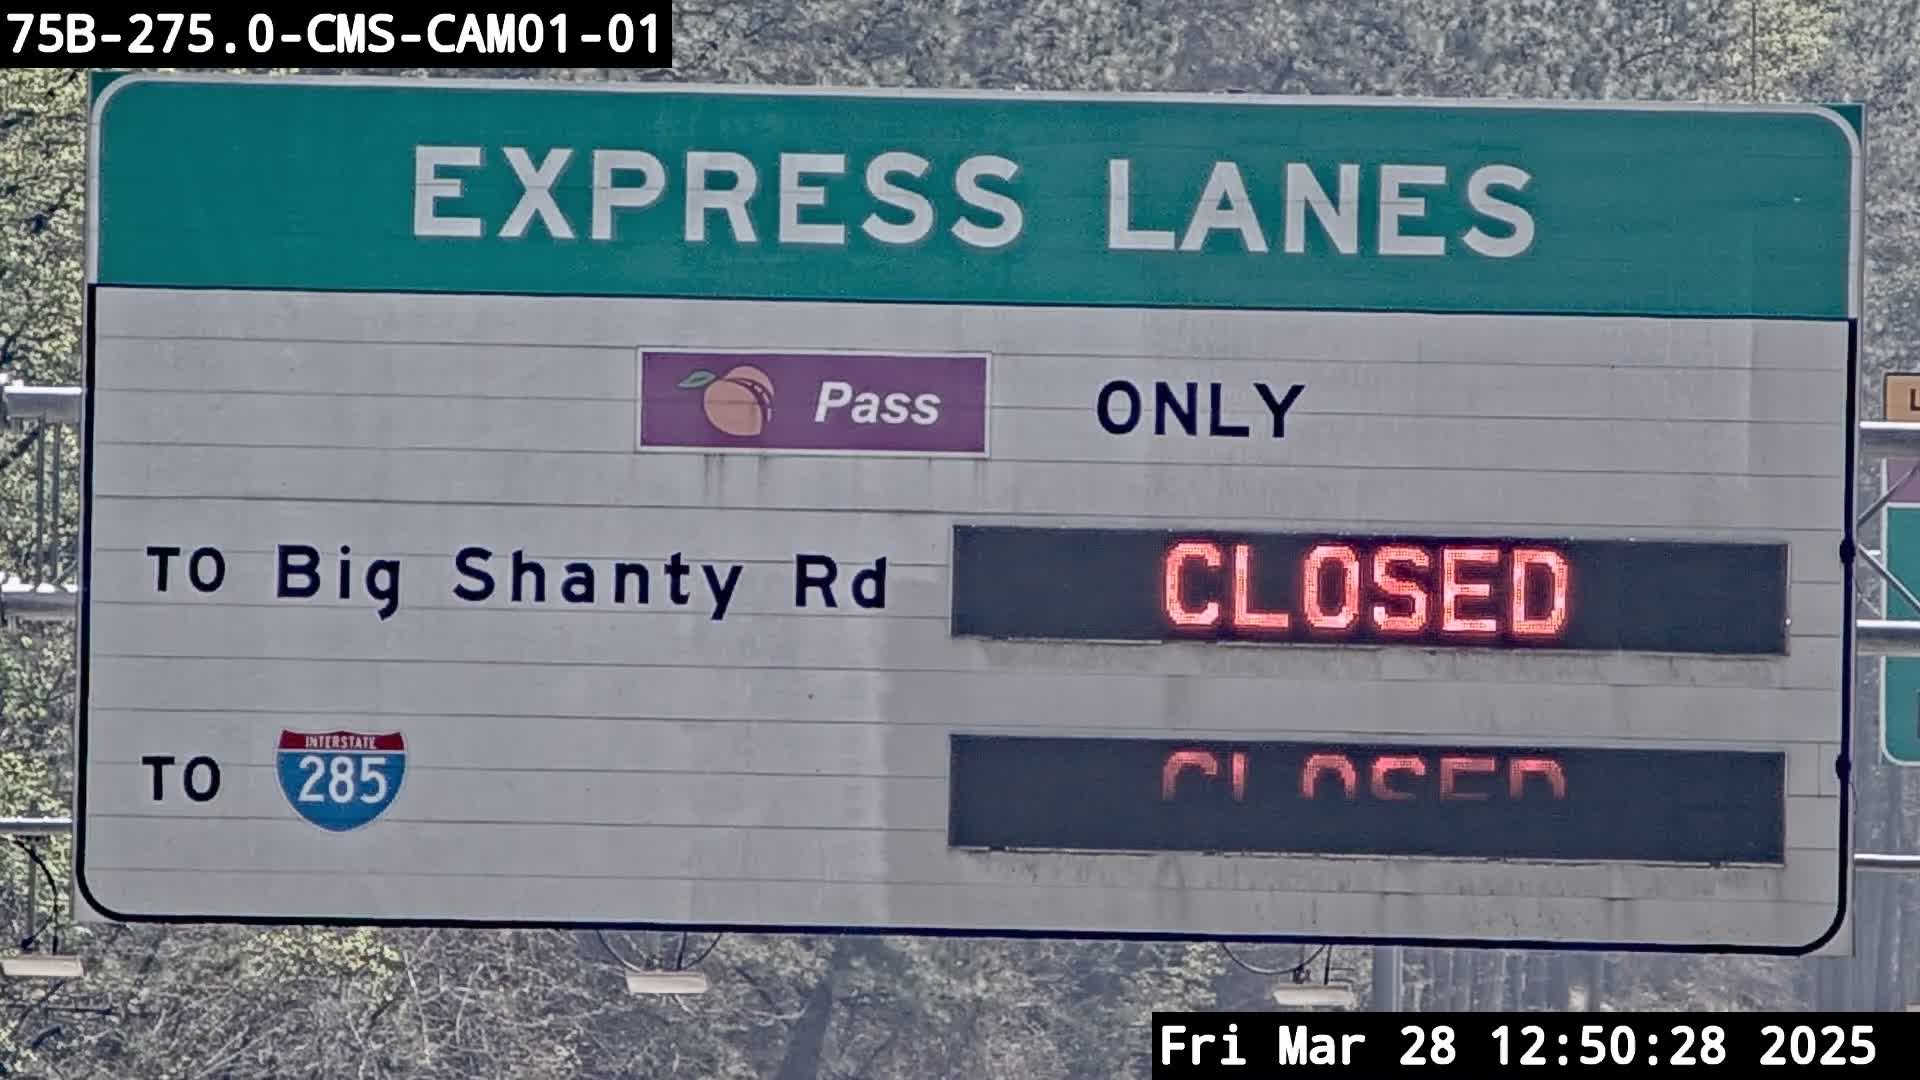 75B-275.0-CMS-CAM01-01
EXPRESS LANES
Pass ONLY
TO Big Shanty Rd CLOSED
TO INTERSTATE 285 CLOSED
Fri Mar 28 12:50:28 2025